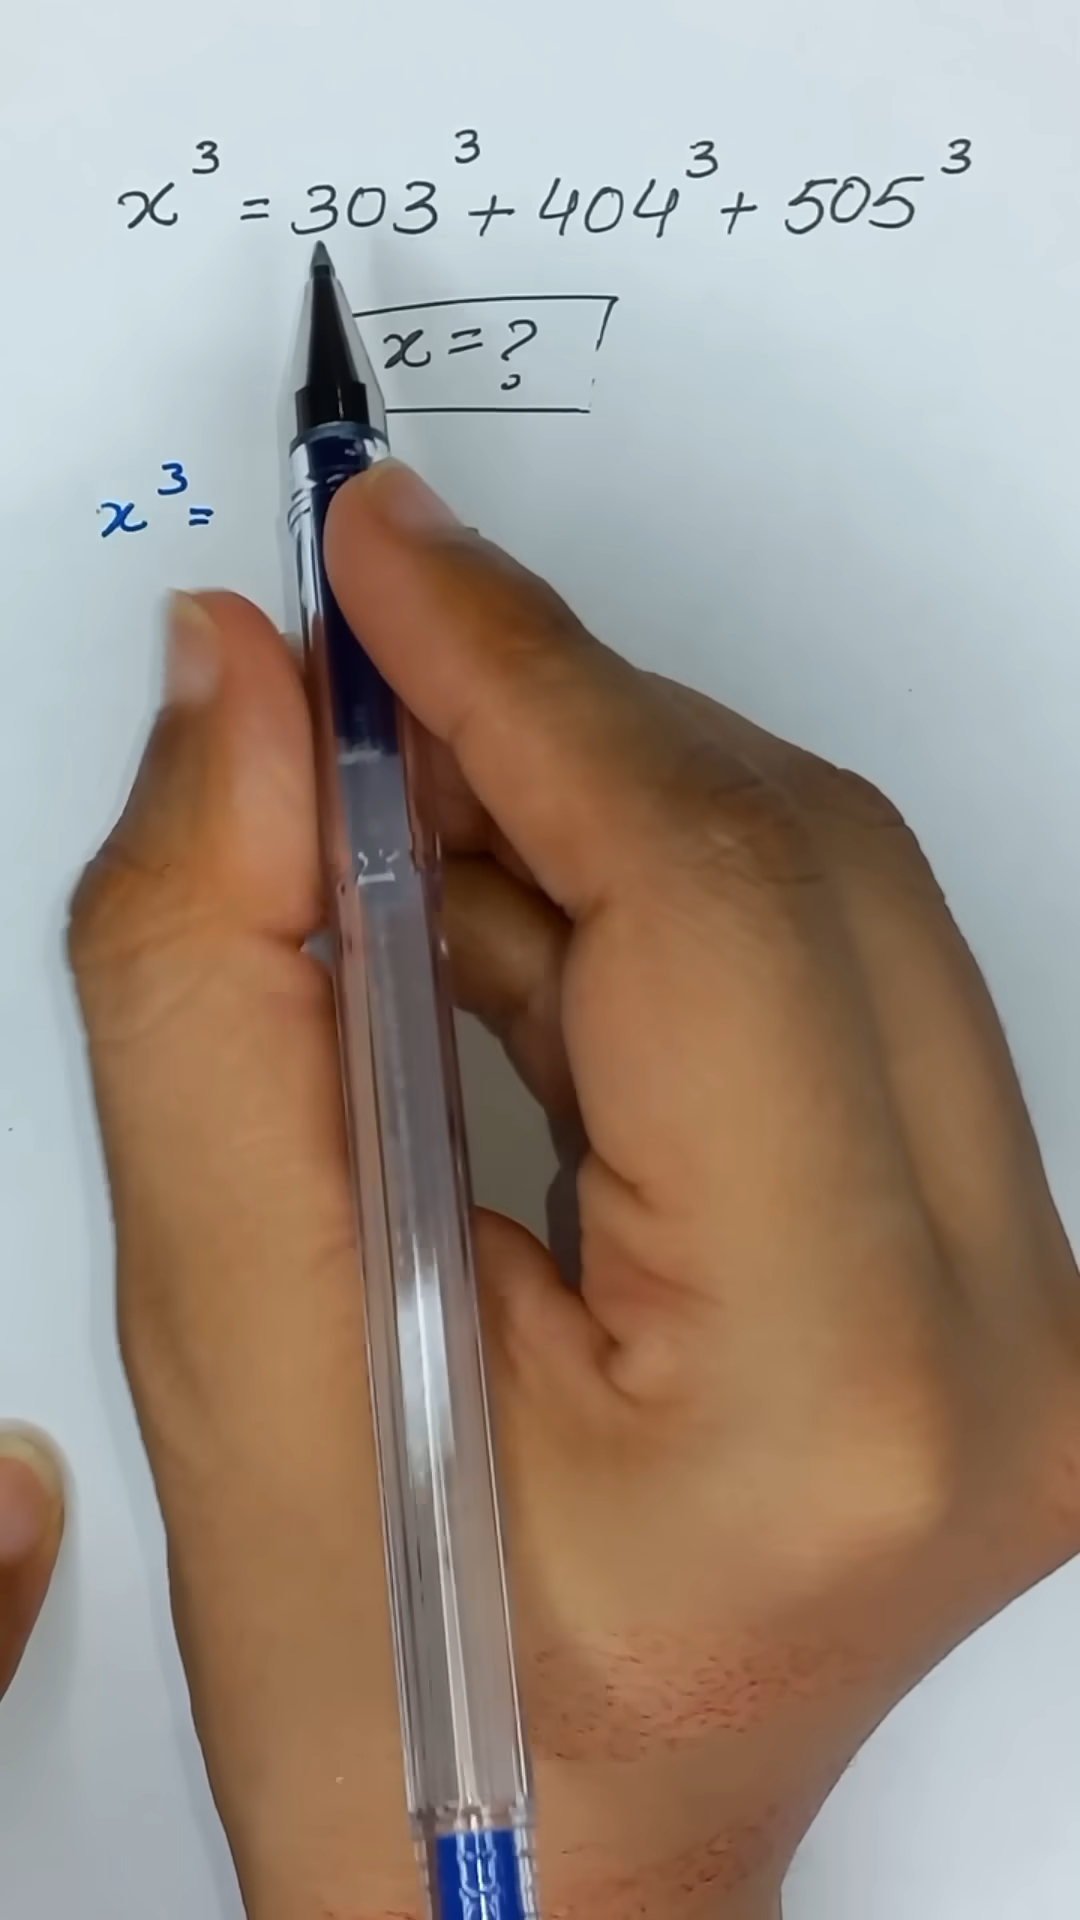 x³ = 303³ + 404³ + 505³
x = ?
x³ =